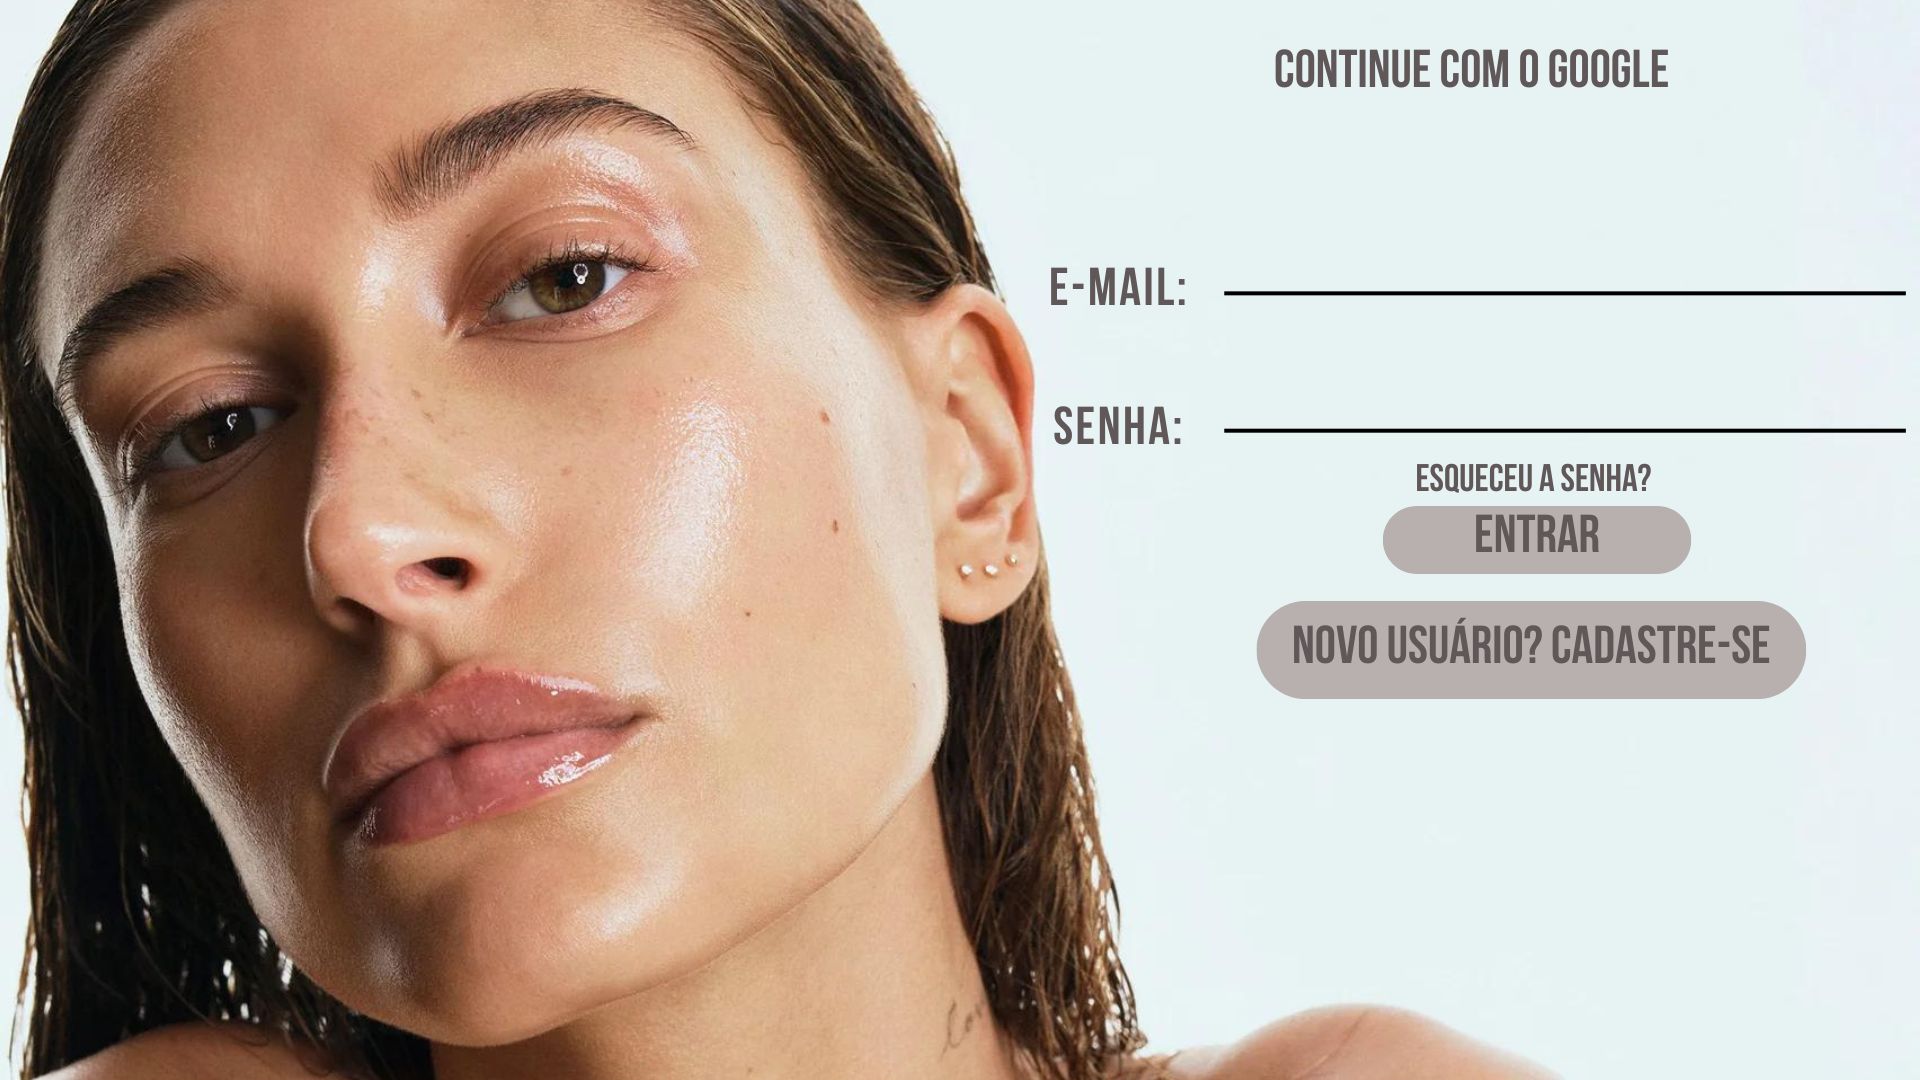 CONTINUE COM O GOOGLE
E-MAIL:
SENHA:
ESQUECEU A SENHA?
ENTRAR
NOVO USUÁRIO? CADASTRE-SE